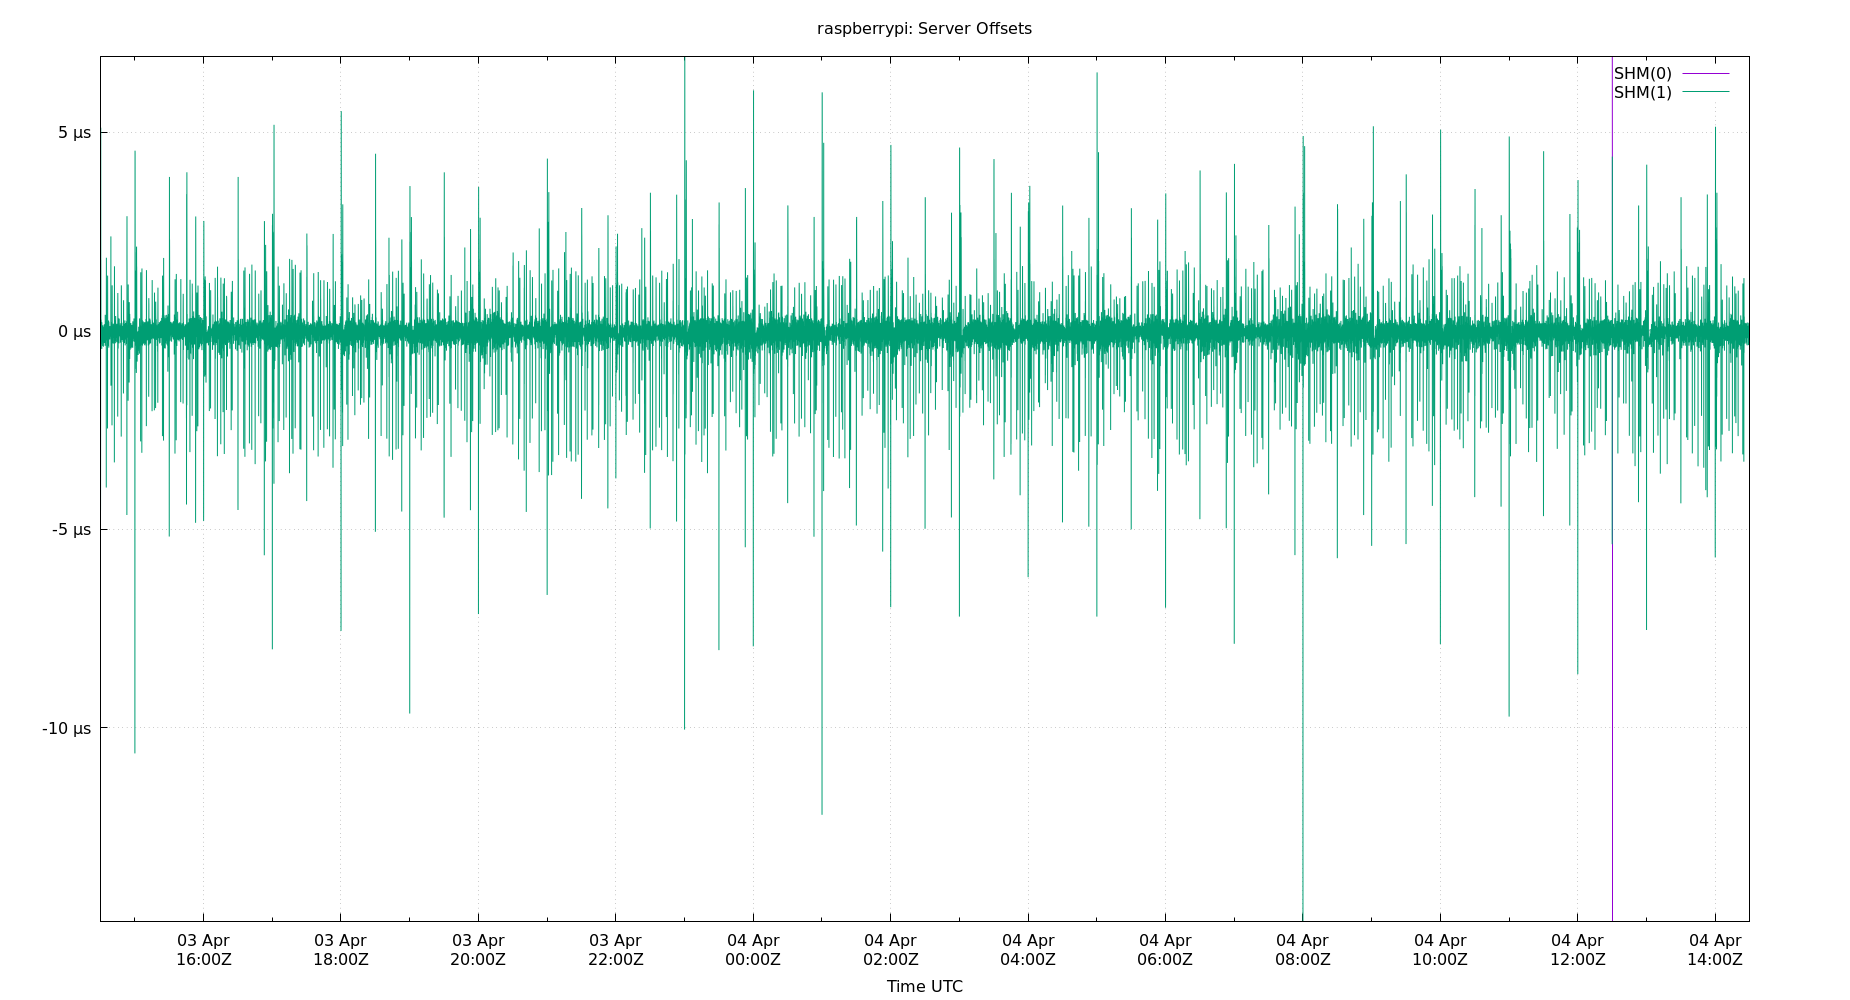 raspberrypi: Server Offsets
SHM(0)
SHM(1)
5 µs
0 µs
-5 µs
-10 µs
03 Apr 03 Apr 03 Apr 03 Apr 04 Apr 04 Apr 04 Apr 04 Apr 04 Apr 04 Apr 04 Apr 04 Apr
16:00Z 18:00Z 20:00Z 22:00Z 00:00Z 02:00Z 04:00Z 06:00Z 08:00Z 10:00Z 12:00Z 14:00Z
Time UTC